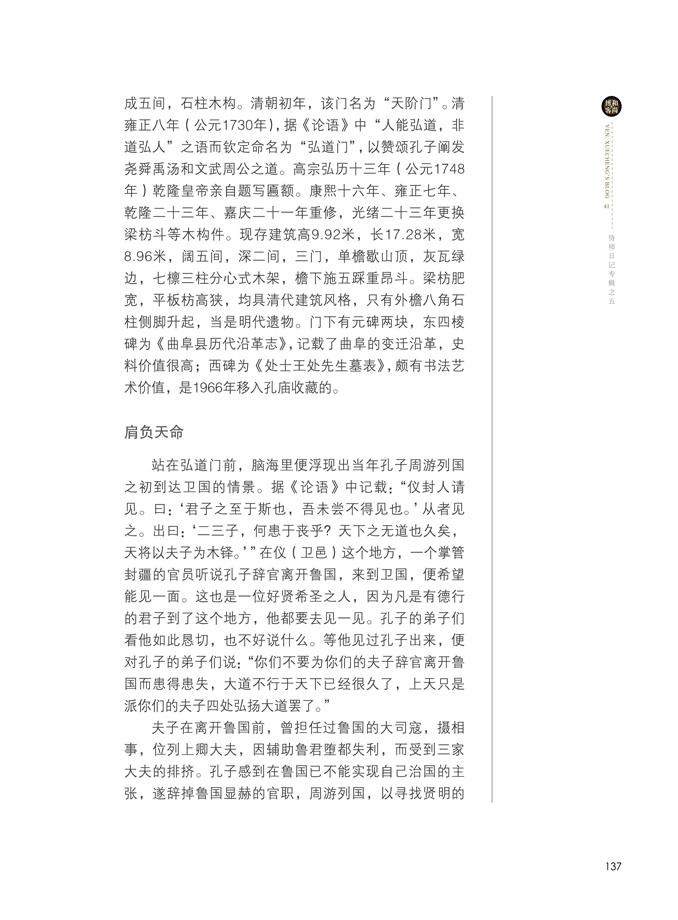 成五间，石柱木构。清朝初年，该门名为“天阶门”。清
雍正八年（公元1730年），据《论语》中“人能弘道，非
道弘人”之语而钦定命名为“弘道门”，以赞颂孔子阐发
尧舜禹汤和文武周公之道。高宗弘历十三年（公元1748
年）乾隆皇帝亲自题写匾额。康熙十六年、雍正七年、
乾隆二十三年、嘉庆二十一年重修，光绪二十三年更换
梁枋斗等木构件。现存建筑高9.92米，长17.28米，宽
8.96米，阔五间，深二间，三门，单檐歇山顶，灰瓦绿
边，七檩三柱分心式木架，檐下施五踩重昂斗。梁枋肥
宽，平板枋高狭，均具清代建筑风格，只有外檐八角石
柱侧脚升起，当是明代遗物。门下有元碑两块，东四棱
碑为《曲阜县历代沿革志》，记载了曲阜的变迁沿革，史
料价值很高；西碑为《处士王处先生墓表》，颇有书法艺
术价值，是1966年移入孔庙收藏的。
肩负天命
站在弘道门前，脑海里便浮现出当年孔子周游列国
之初到达卫国的情景。据《论语》中记载：“仪封人请
见。曰：‘君子之至于斯也，吾未尝不得见也。’从者见
之。出曰：‘二三子，何患于丧乎？天下之无道也久矣，
天将以夫子为木铎。’”在仪（卫邑）这个地方，一个掌管
封疆的官员听说孔子辞官离开鲁国，来到卫国，便希望
能见一面。这也是一位好贤希圣之人，因为凡是有德行
的君子到了这个地方，他都要去见一见。孔子的弟子们
看他如此恳切，也不好说什么。等他见过孔子出来，便
对孔子的弟子们说：“你们不要为你们的夫子辞官离开鲁
国而患得患失，大道不行于天下已经很久了，上天只是
派你们的夫子四处弘扬大道罢了。”
夫子在离开鲁国前，曾担任过鲁国的大司寇，摄相
事，位列上卿大夫，因辅助鲁君堕都失利，而受到三家
大夫的排挤。孔子感到在鲁国已不能实现自己治国的主
张，遂辞掉鲁国显赫的官职，周游列国，以寻找贤明的
和尚博客
YEN XUECHENG'S BLOG 41
侍师日记专辑之五
137